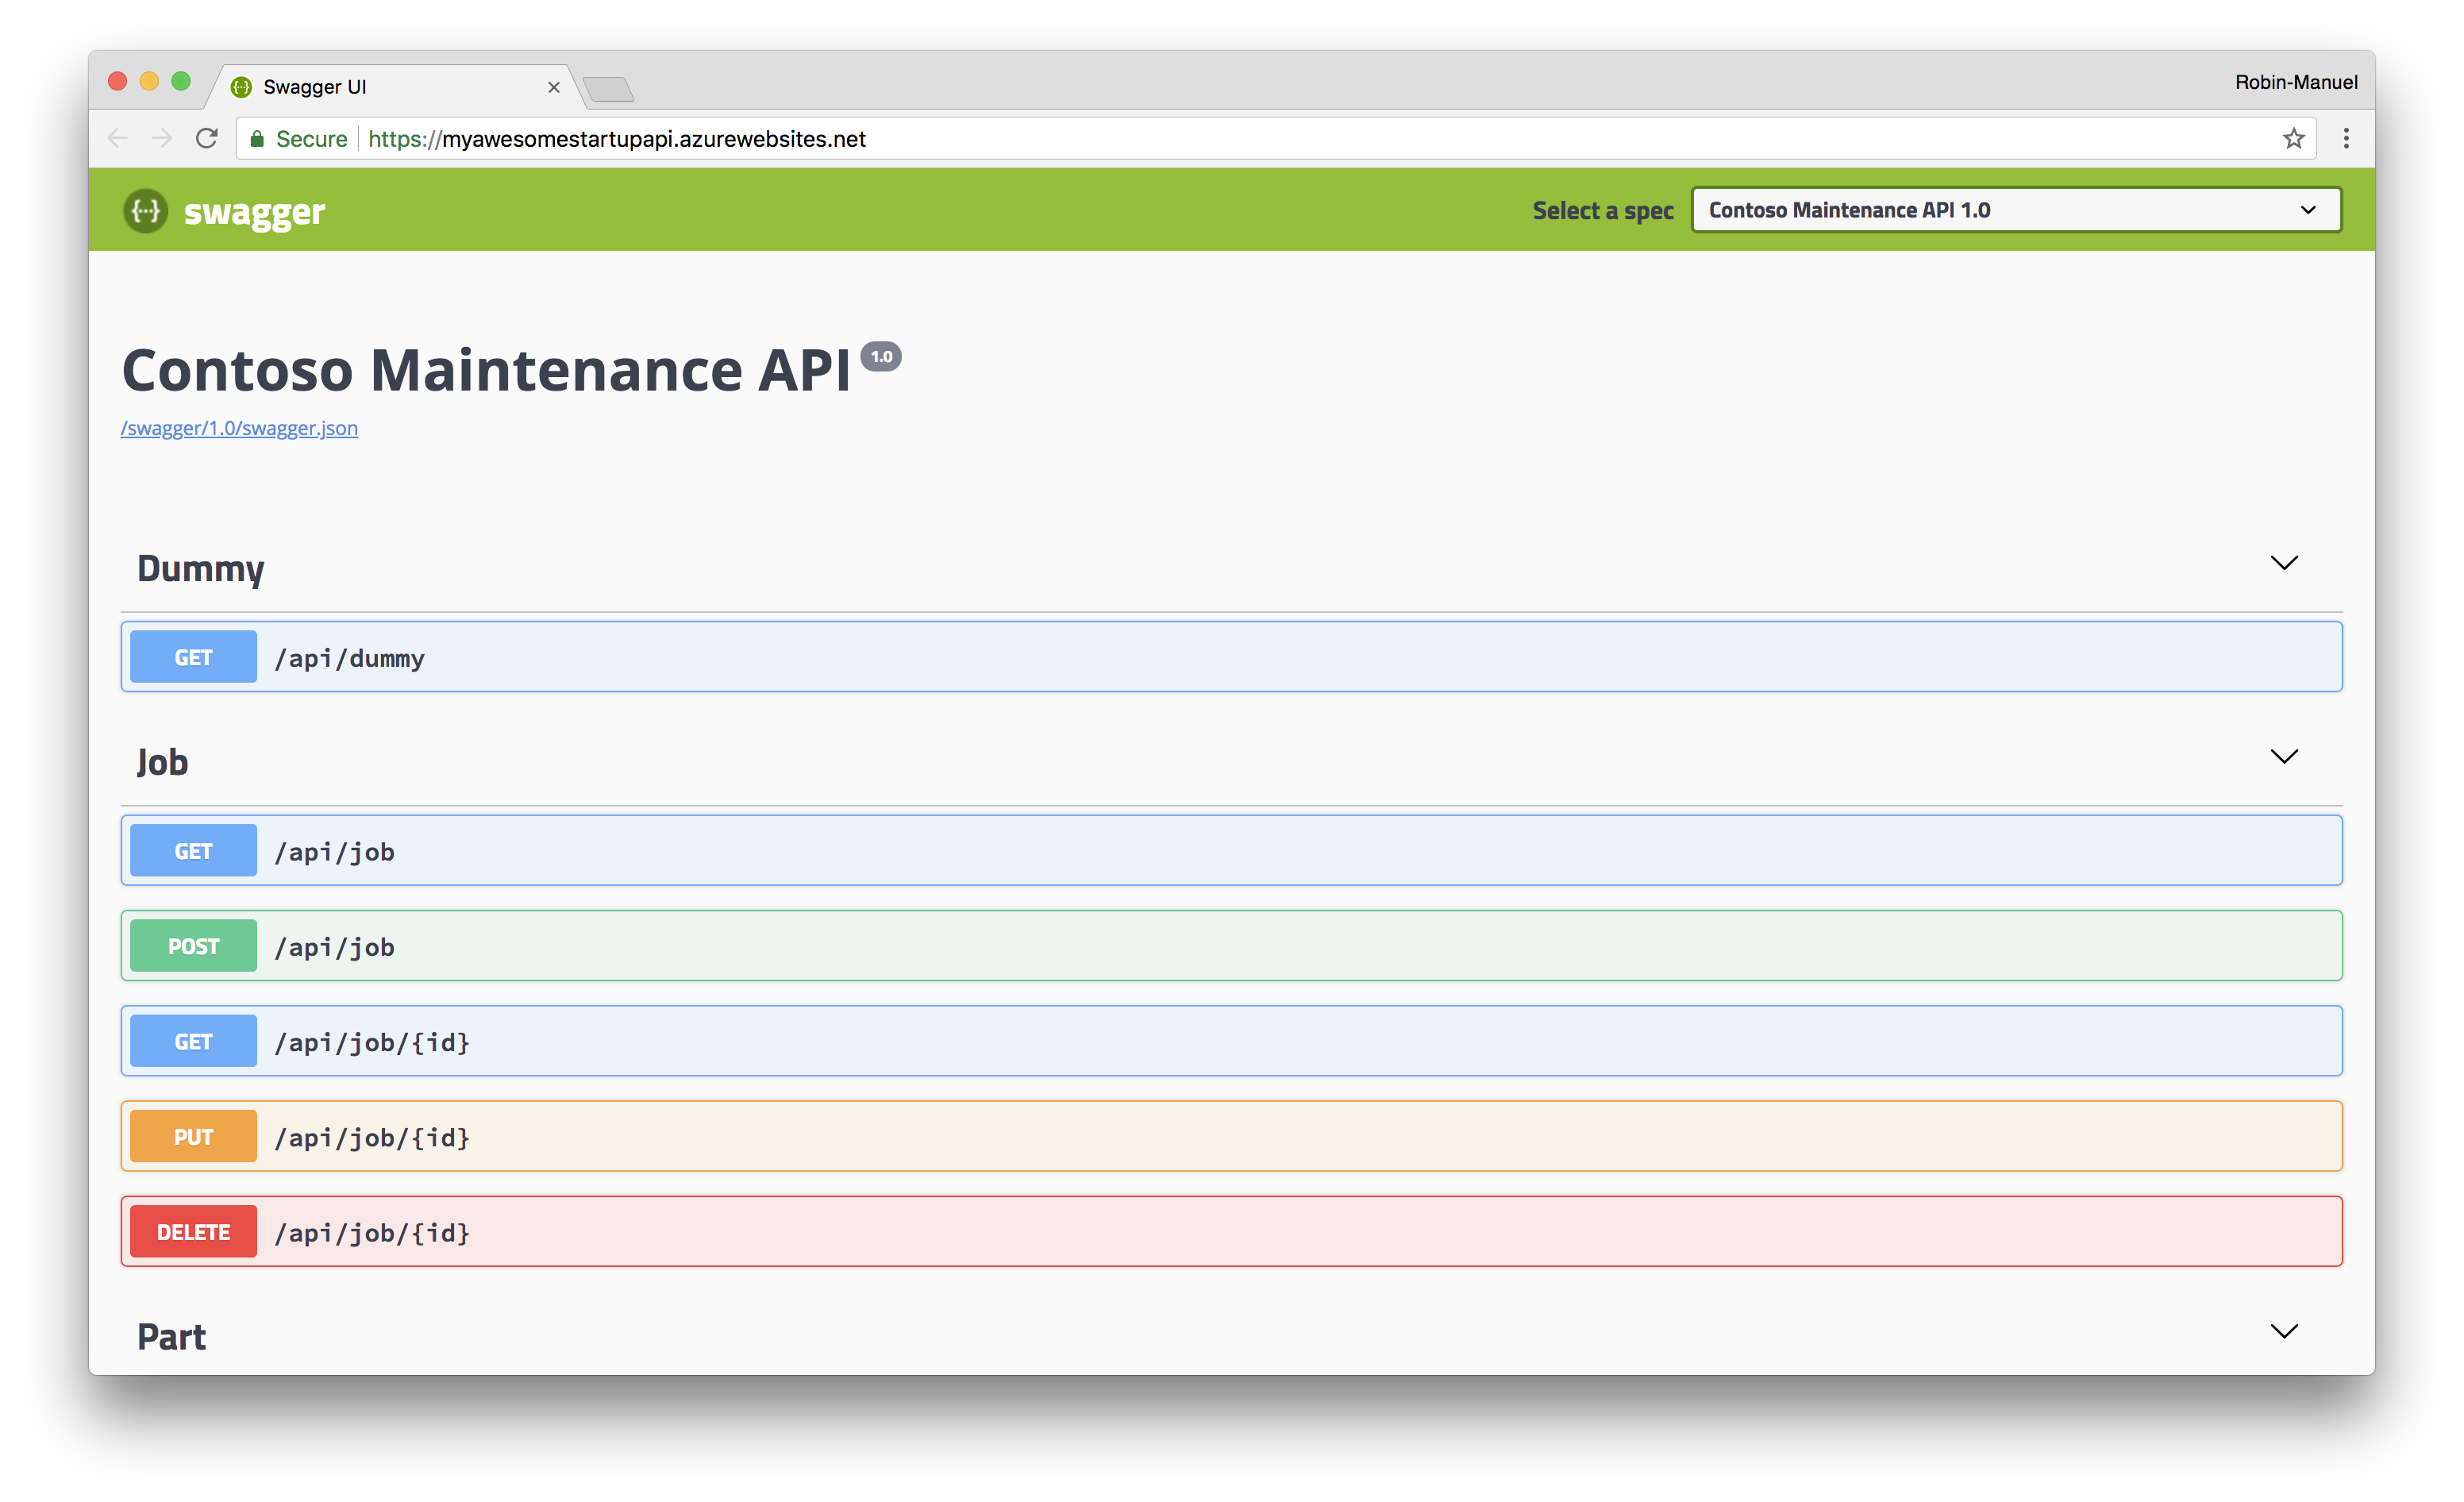 Swagger UI
Robin-Manuel
Secure https://myawesomestartupapi.azurewebsites.net
{···} swagger
Select a spec
Contoso Maintenance API 1.0
Contoso Maintenance API 1.0
/swagger/1.0/swagger.json
Dummy
GET /api/dummy
Job
GET /api/job
POST /api/job
GET /api/job/{id}
PUT /api/job/{id}
DELETE /api/job/{id}
Part